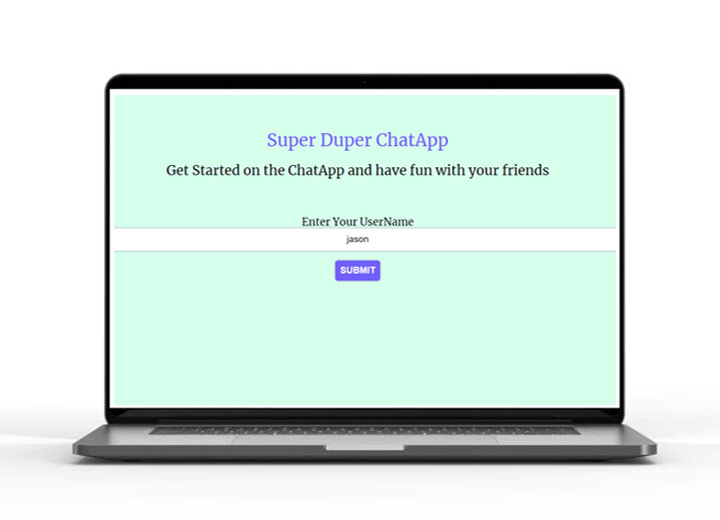 Super Duper ChatApp
Get Started on the ChatApp and have fun with your friends
Enter Your UserName
jason
SUBMIT